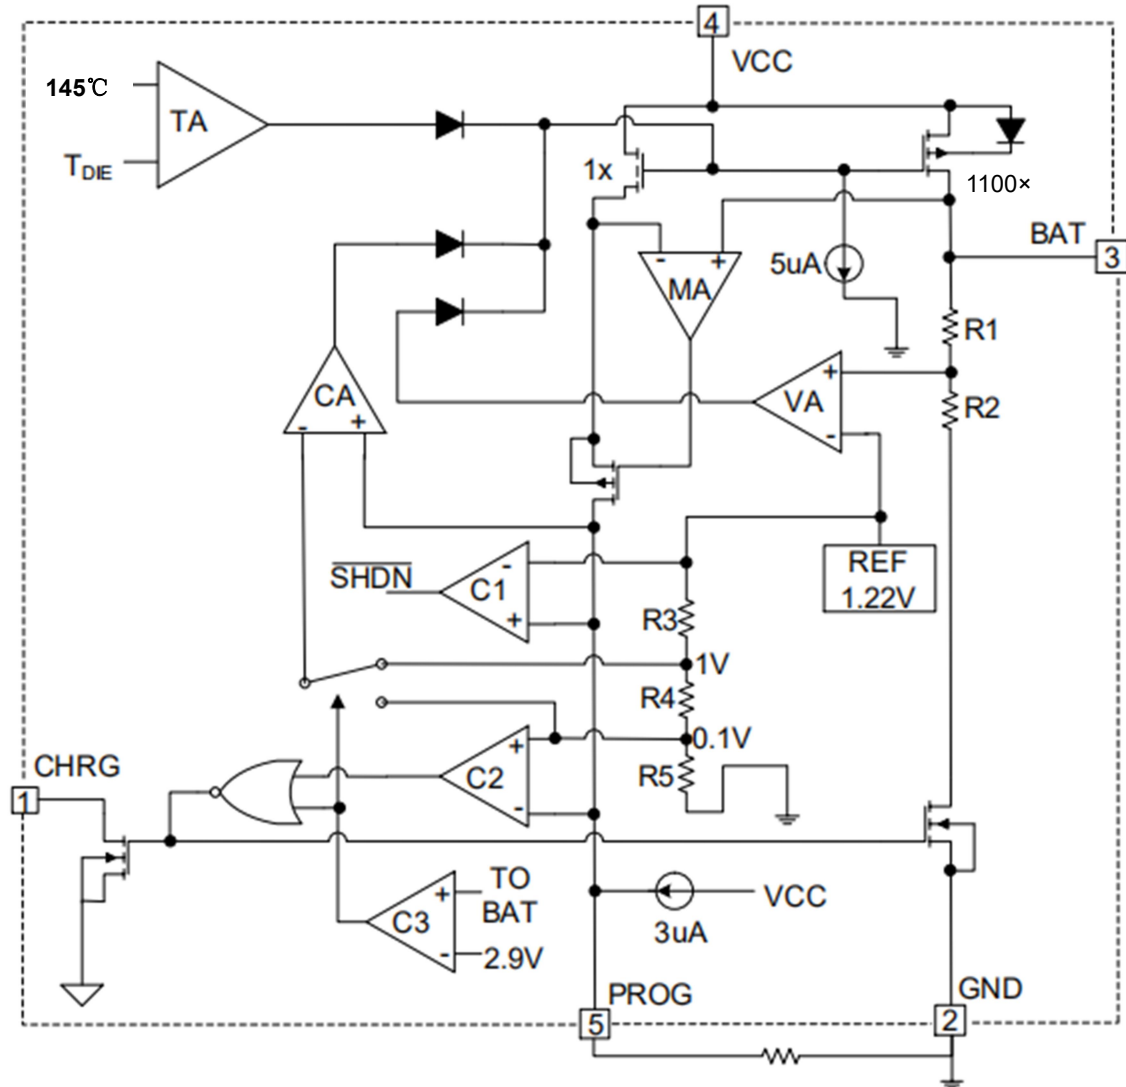 4
VCC
145℃
TA
TDIE
1x
1100×
BAT
3
5uA
- +
MA
R1
CA
- +
VA
+
-
R2
SHDN
C1
-
+
REF
1.22V
R3
1V
R4
0.1V
R5
CHRG
1
C2
+
-
C3
+
-
TO
BAT
2.9V
VCC
3uA
PROG
5
GND
2